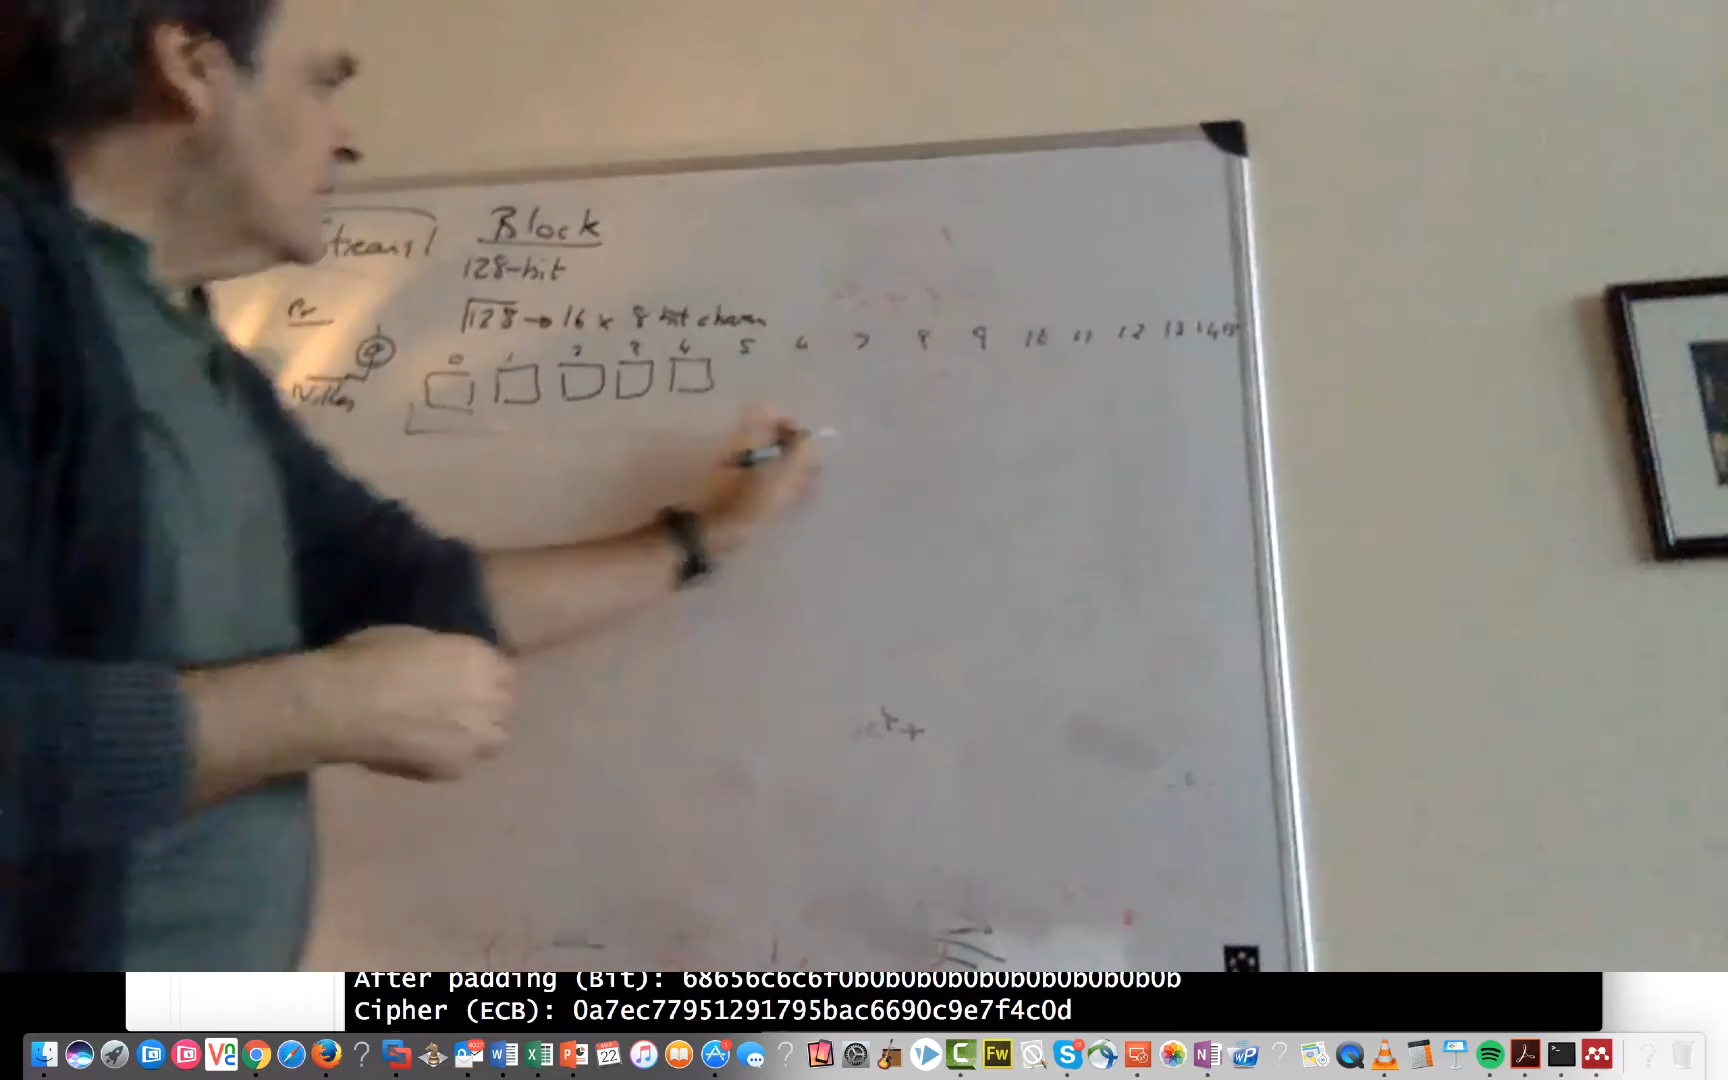 Stream
Block
128-bit
128 → 16 x 8 bit chars
0 1 2 3 4 5 6 7 8 9 10 11 12 13 14 15
After padding (Bit): 68656c6c6f0b0b0b0b0b0b0b0b0b0b0b
Cipher (ECB): 0a7ec77951291795bac6690c9e7f4c0d